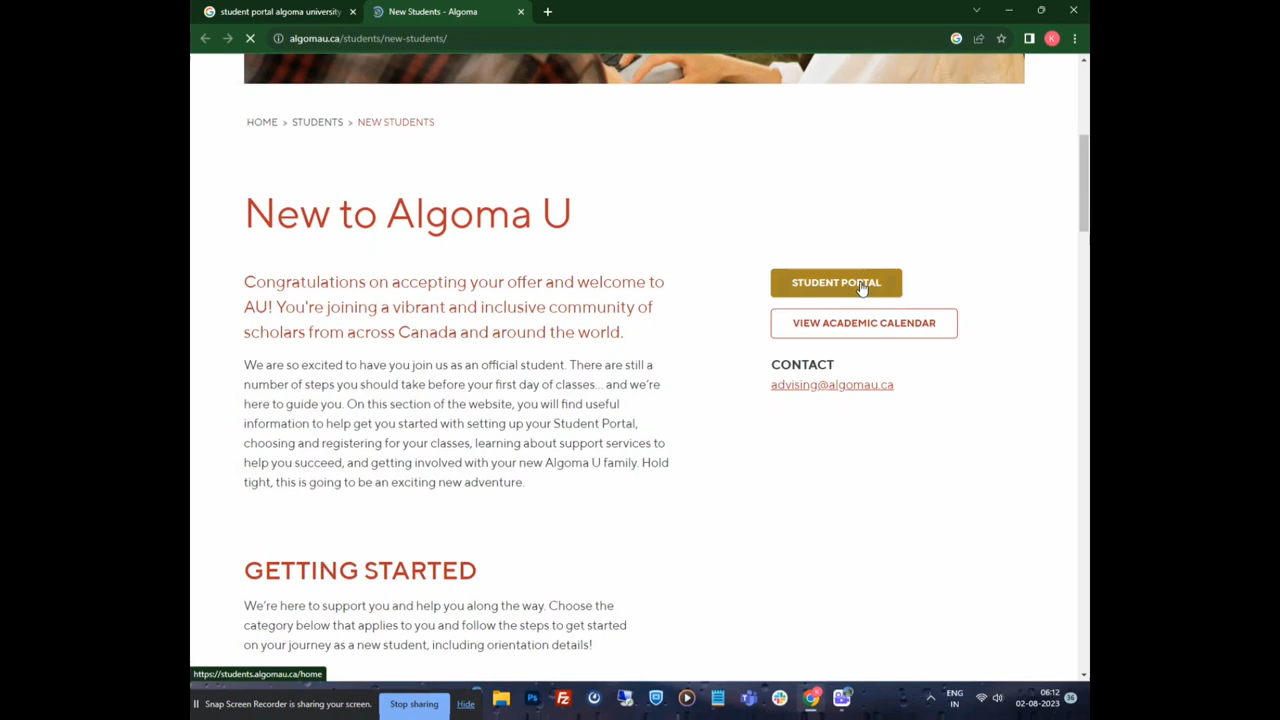 student portal algoma university
New Students - Algoma
algomau.ca/students/new-students/
K
HOME > STUDENTS > NEW STUDENTS
New to Algoma U
Congratulations on accepting your offer and welcome to
AU! You're joining a vibrant and inclusive community of
scholars from across Canada and around the world.
STUDENT PORTAL
VIEW ACADEMIC CALENDAR
CONTACT
advising@algomau.ca
We are so excited to have you join us as an official student. There are still a
number of steps you should take before your first day of classes... and we're
here to guide you. On this section of the website, you will find useful
information to help get you started with setting up your Student Portal,
choosing and registering for your classes, learning about support services to
help you succeed, and getting involved with your new Algoma U family. Hold
tight, this is going to be an exciting new adventure.
GETTING STARTED
We're here to support you and help you along the way. Choose the
category below that applies to you and follow the steps to get started
on your journey as a new student, including orientation details!
https://students.algomau.ca/home
Snap Screen Recorder is sharing your screen.
Stop sharing
Hide
Ps
ENG
IN
06:12
02-08-2023
36